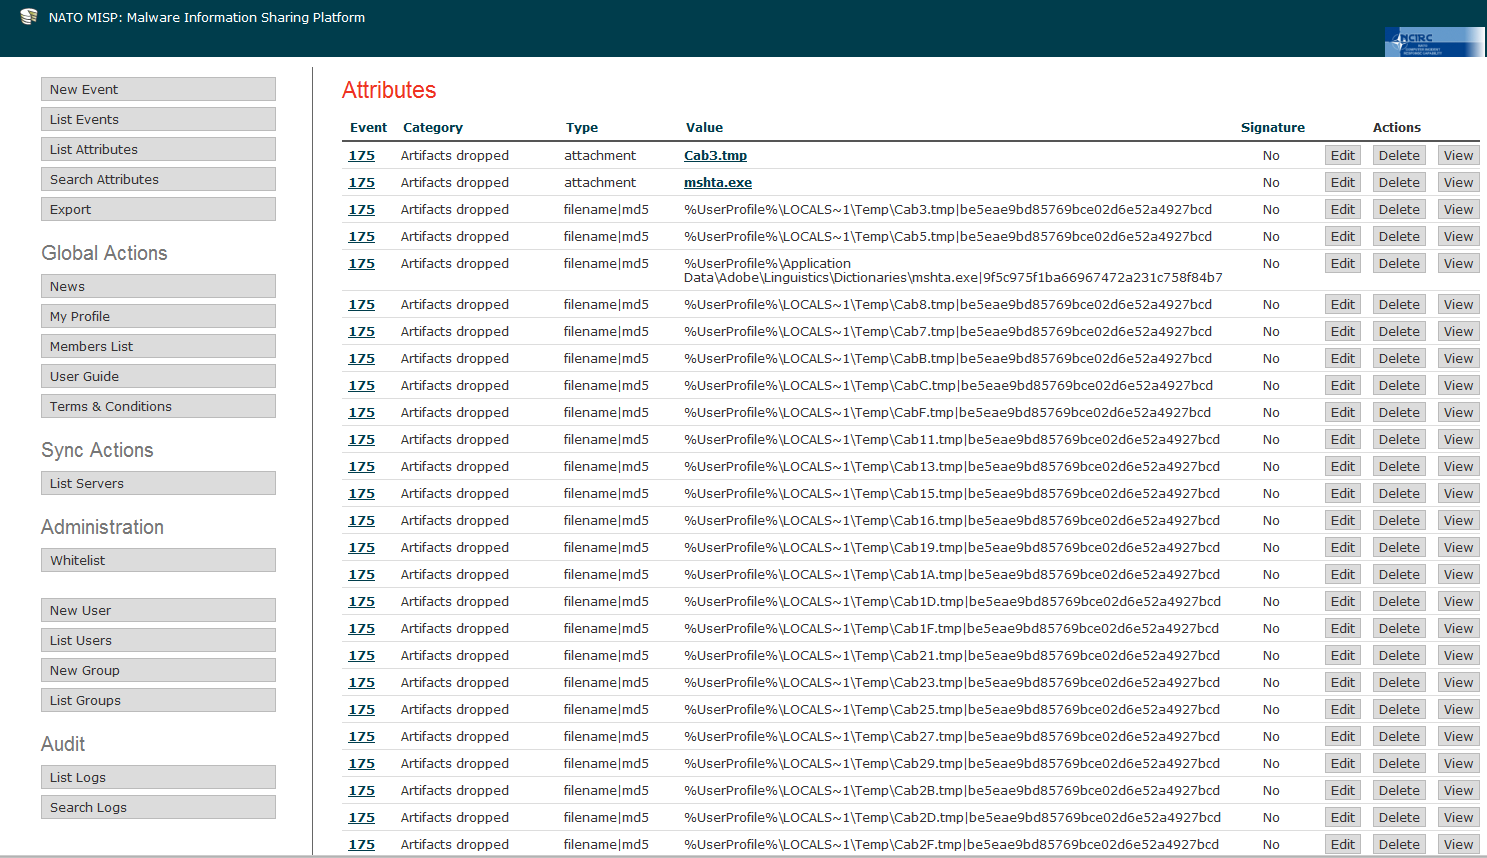 NATO MISP: Malware Information Sharing Platform
NCIRC
New Event
List Events
List Attributes
Search Attributes
Export
Global Actions
News
My Profile
Members List
User Guide
Terms & Conditions
Sync Actions
List Servers
Administration
Whitelist
New User
List Users
New Group
List Groups
Audit
List Logs
Search Logs
Attributes
Event Category Type Value Signature Actions
175 Artifacts dropped attachment Cab3.tmp No Edit Delete View
175 Artifacts dropped attachment mshta.exe No Edit Delete View
175 Artifacts dropped filename|md5 %UserProfile%\LOCALS~1\Temp\Cab3.tmp|be5eae9bd85769bce02d6e52a4927bcd No Edit Delete View
175 Artifacts dropped filename|md5 %UserProfile%\LOCALS~1\Temp\Cab5.tmp|be5eae9bd85769bce02d6e52a4927bcd No Edit Delete View
175 Artifacts dropped filename|md5 %UserProfile%\Application No Edit Delete View
Data\Adobe\Linguistics\Dictionaries\mshta.exe|9f5c975f1ba66967472a231c758f84b7
175 Artifacts dropped filename|md5 %UserProfile%\LOCALS~1\Temp\Cab8.tmp|be5eae9bd85769bce02d6e52a4927bcd No Edit Delete View
175 Artifacts dropped filename|md5 %UserProfile%\LOCALS~1\Temp\Cab7.tmp|be5eae9bd85769bce02d6e52a4927bcd No Edit Delete View
175 Artifacts dropped filename|md5 %UserProfile%\LOCALS~1\Temp\CabB.tmp|be5eae9bd85769bce02d6e52a4927bcd No Edit Delete View
175 Artifacts dropped filename|md5 %UserProfile%\LOCALS~1\Temp\CabC.tmp|be5eae9bd85769bce02d6e52a4927bcd No Edit Delete View
175 Artifacts dropped filename|md5 %UserProfile%\LOCALS~1\Temp\CabF.tmp|be5eae9bd85769bce02d6e52a4927bcd No Edit Delete View
175 Artifacts dropped filename|md5 %UserProfile%\LOCALS~1\Temp\Cab11.tmp|be5eae9bd85769bce02d6e52a4927bcd No Edit Delete View
175 Artifacts dropped filename|md5 %UserProfile%\LOCALS~1\Temp\Cab13.tmp|be5eae9bd85769bce02d6e52a4927bcd No Edit Delete View
175 Artifacts dropped filename|md5 %UserProfile%\LOCALS~1\Temp\Cab15.tmp|be5eae9bd85769bce02d6e52a4927bcd No Edit Delete View
175 Artifacts dropped filename|md5 %UserProfile%\LOCALS~1\Temp\Cab16.tmp|be5eae9bd85769bce02d6e52a4927bcd No Edit Delete View
175 Artifacts dropped filename|md5 %UserProfile%\LOCALS~1\Temp\Cab19.tmp|be5eae9bd85769bce02d6e52a4927bcd No Edit Delete View
175 Artifacts dropped filename|md5 %UserProfile%\LOCALS~1\Temp\Cab1A.tmp|be5eae9bd85769bce02d6e52a4927bcd No Edit Delete View
175 Artifacts dropped filename|md5 %UserProfile%\LOCALS~1\Temp\Cab1D.tmp|be5eae9bd85769bce02d6e52a4927bcd No Edit Delete View
175 Artifacts dropped filename|md5 %UserProfile%\LOCALS~1\Temp\Cab1F.tmp|be5eae9bd85769bce02d6e52a4927bcd No Edit Delete View
175 Artifacts dropped filename|md5 %UserProfile%\LOCALS~1\Temp\Cab21.tmp|be5eae9bd85769bce02d6e52a4927bcd No Edit Delete View
175 Artifacts dropped filename|md5 %UserProfile%\LOCALS~1\Temp\Cab23.tmp|be5eae9bd85769bce02d6e52a4927bcd No Edit Delete View
175 Artifacts dropped filename|md5 %UserProfile%\LOCALS~1\Temp\Cab25.tmp|be5eae9bd85769bce02d6e52a4927bcd No Edit Delete View
175 Artifacts dropped filename|md5 %UserProfile%\LOCALS~1\Temp\Cab27.tmp|be5eae9bd85769bce02d6e52a4927bcd No Edit Delete View
175 Artifacts dropped filename|md5 %UserProfile%\LOCALS~1\Temp\Cab29.tmp|be5eae9bd85769bce02d6e52a4927bcd No Edit Delete View
175 Artifacts dropped filename|md5 %UserProfile%\LOCALS~1\Temp\Cab2B.tmp|be5eae9bd85769bce02d6e52a4927bcd No Edit Delete View
175 Artifacts dropped filename|md5 %UserProfile%\LOCALS~1\Temp\Cab2D.tmp|be5eae9bd85769bce02d6e52a4927bcd No Edit Delete View
175 Artifacts dropped filename|md5 %UserProfile%\LOCALS~1\Temp\Cab2F.tmp|be5eae9bd85769bce02d6e52a4927bcd No Edit Delete View